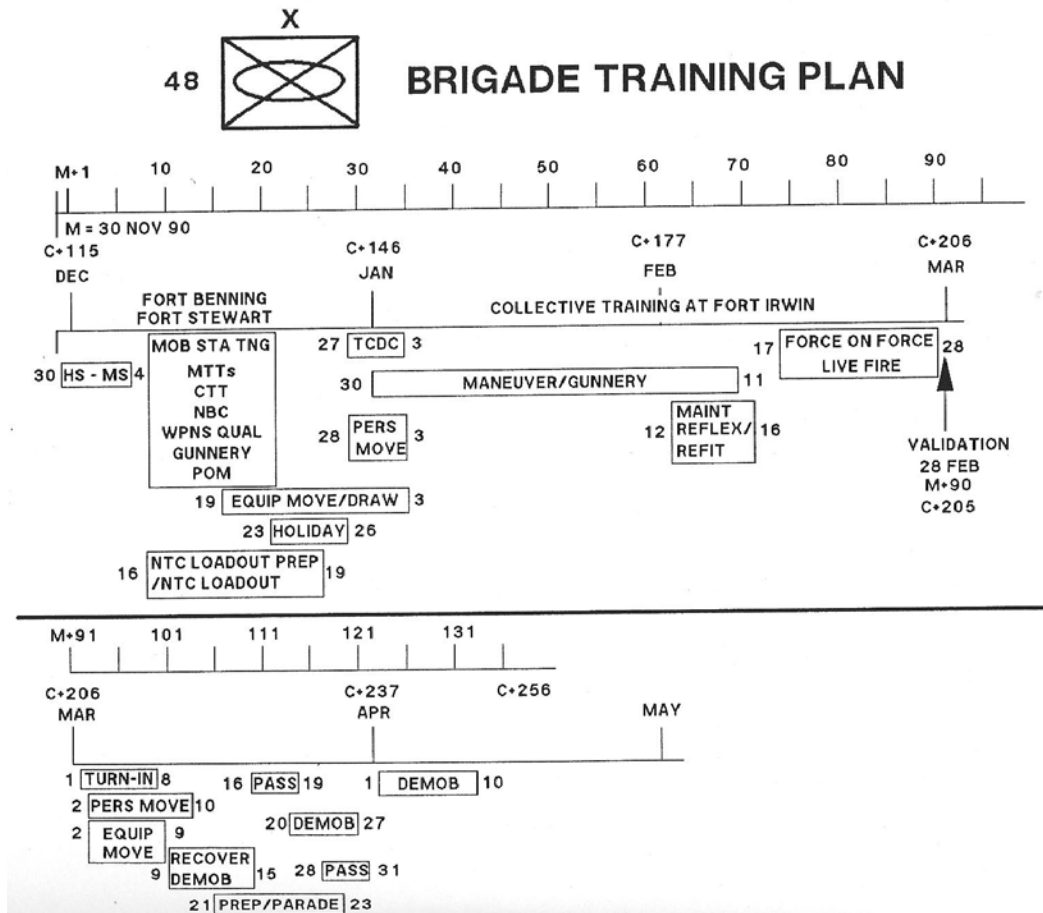 X
48 BRIGADE TRAINING PLAN
M+1 10 20 30 40 50 60 70 80 90
M = 30 NOV 90
C+115 C+146 C+177 C+206
DEC JAN FEB MAR
FORT BENNING
FORT STEWART
COLLECTIVE TRAINING AT FORT IRWIN
30 HS - MS 4
MOB STA TNG
MTTs
CTT
NBC
WPNS QUAL
GUNNERY
POM
27 TCDC 3
30 MANEUVER/GUNNERY 11
28 PERS MOVE 3
12 MAINT REFLEX/ REFIT 16
17 FORCE ON FORCE LIVE FIRE 28
VALIDATION
28 FEB
M+90
C+205
19 EQUIP MOVE/DRAW 3
23 HOLIDAY 26
16 NTC LOADOUT PREP /NTC LOADOUT 19
M+91 101 111 121 131
C+206 C+237 C+256
MAR APR MAY
1 TURN-IN 8
16 PASS 19
1 DEMOB 10
2 PERS MOVE 10
2 EQUIP MOVE 9
20 DEMOB 27
9 RECOVER DEMOB 15
28 PASS 31
21 PREP/PARADE 23